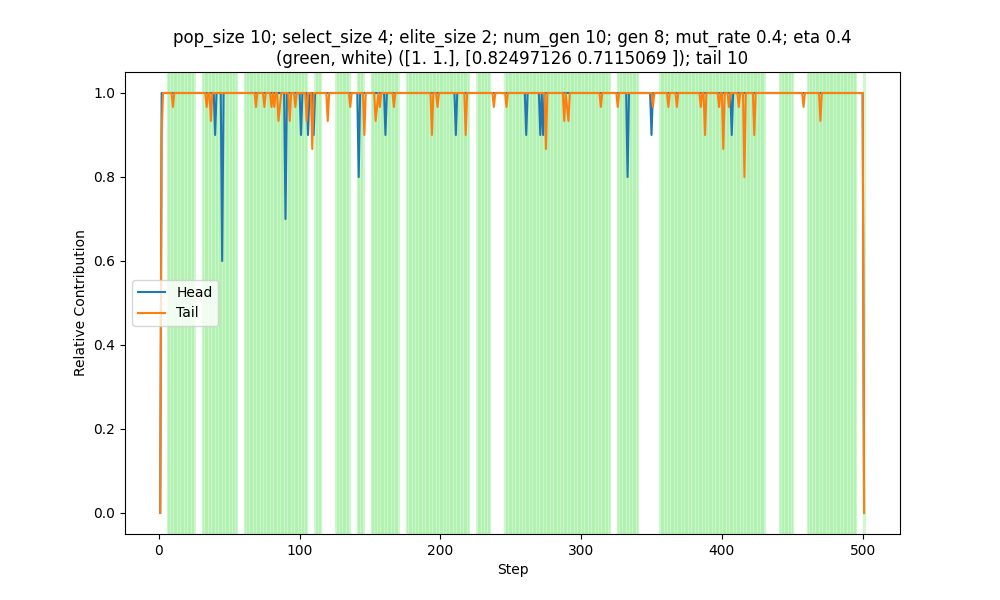 pop_size 10; select_size 4; elite_size 2; num_gen 10; gen 8; mut_rate 0.4; eta 0.4
(green, white) ([1. 1.], [0.82497126 0.7115069 ]); tail 10
1.0
0.8
0.6
0.4
0.2
0.0
Relative Contribution
Head
Tail
0
100
200
300
400
500
Step